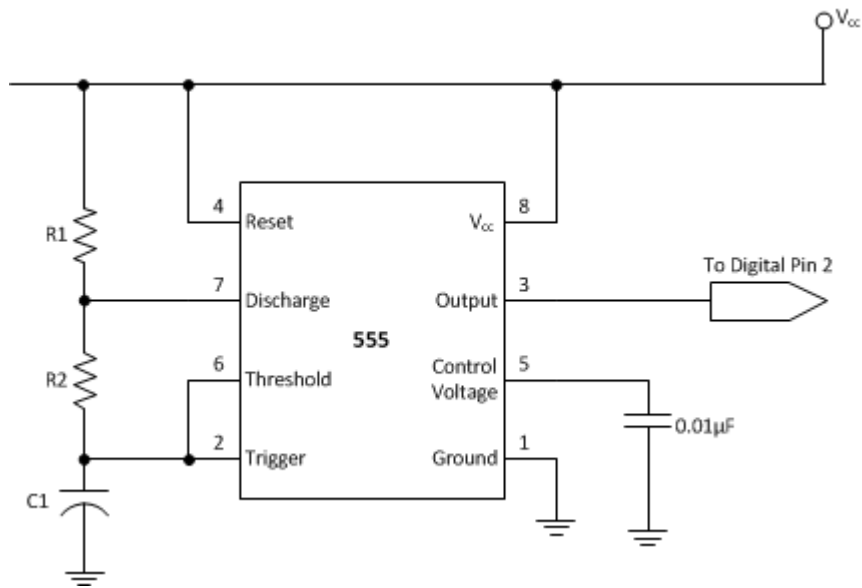 Vcc
4
Reset
Vcc
8
R1
To Digital Pin 2
7
Discharge
Output
3
555
6
Threshold
Control
Voltage
5
R2
0.01µF
2
Trigger
Ground
1
C1